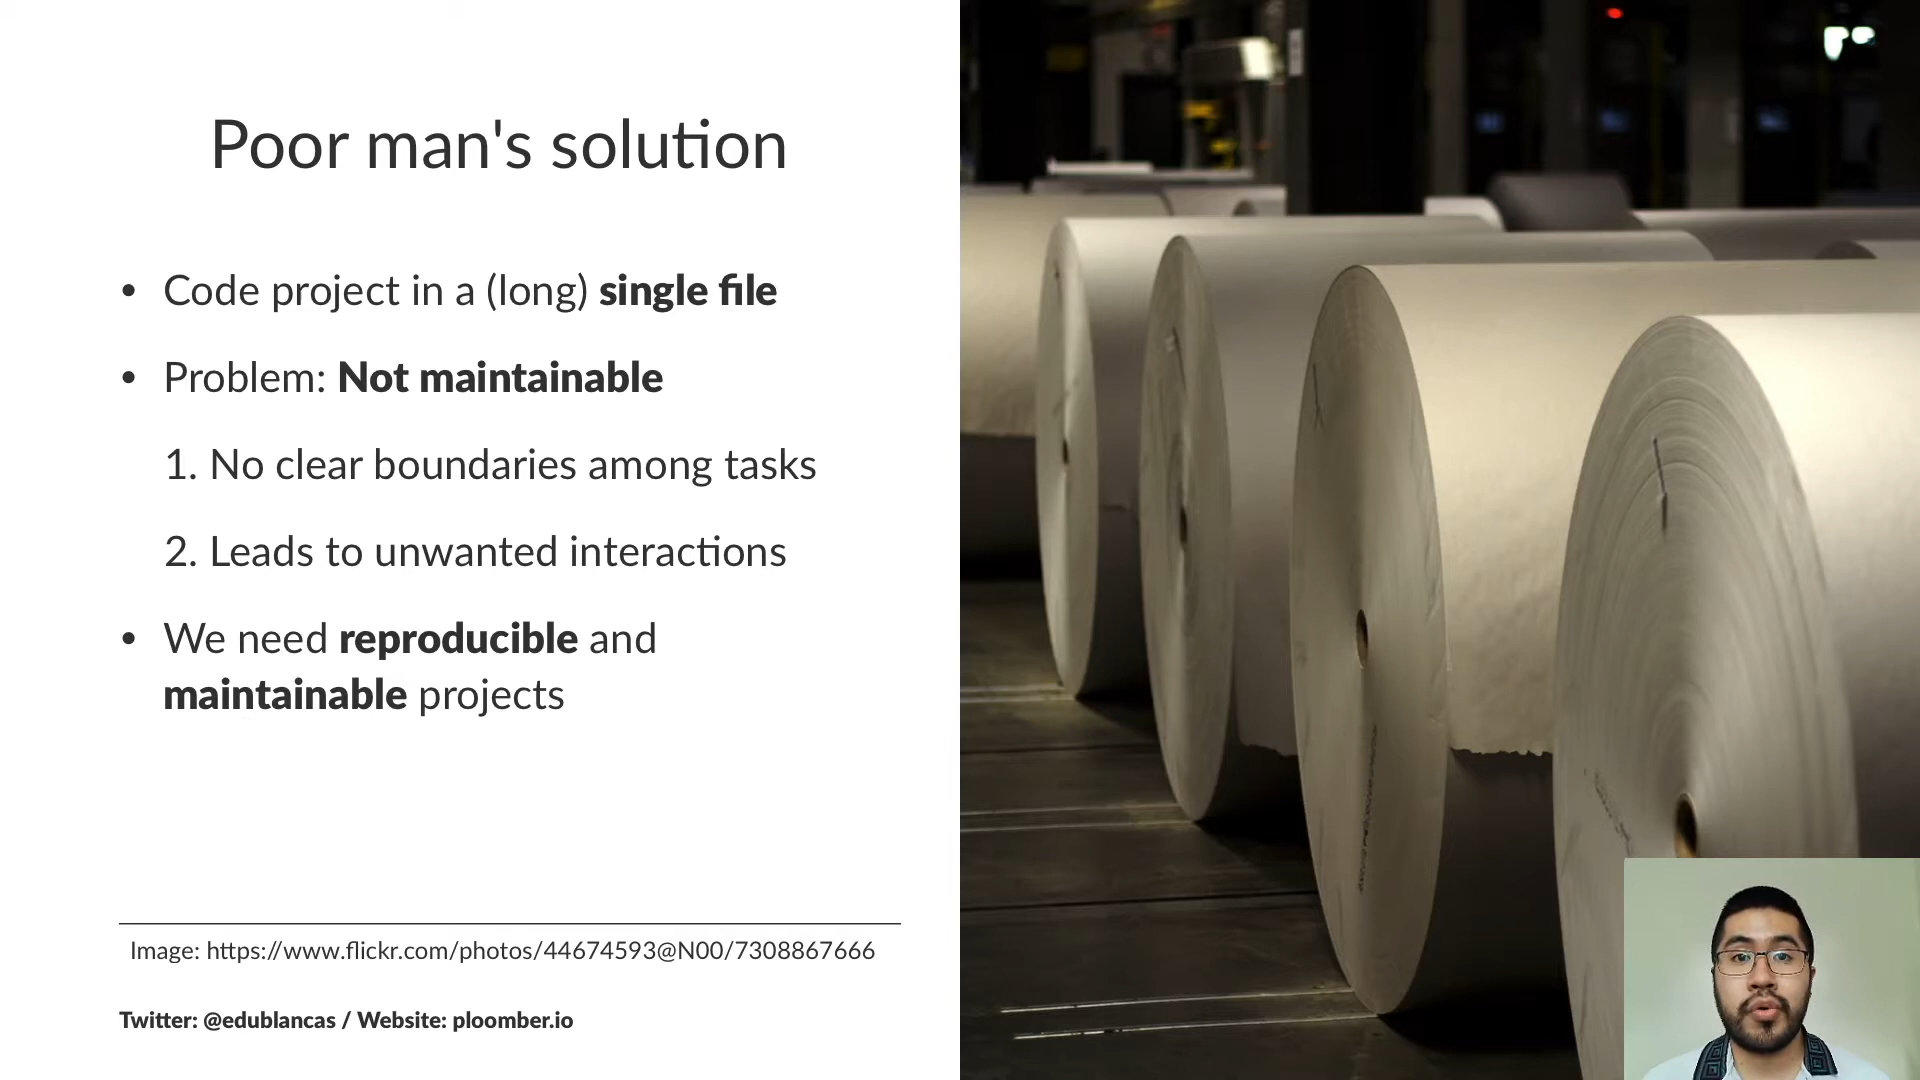 Poor man's solution
• Code project in a (long) single file
• Problem: Not maintainable
1. No clear boundaries among tasks
2. Leads to unwanted interactions
• We need reproducible and
maintainable projects
Image: https://www.flickr.com/photos/44674593@N00/7308867666
Twitter: @edublancas / Website: ploomber.io